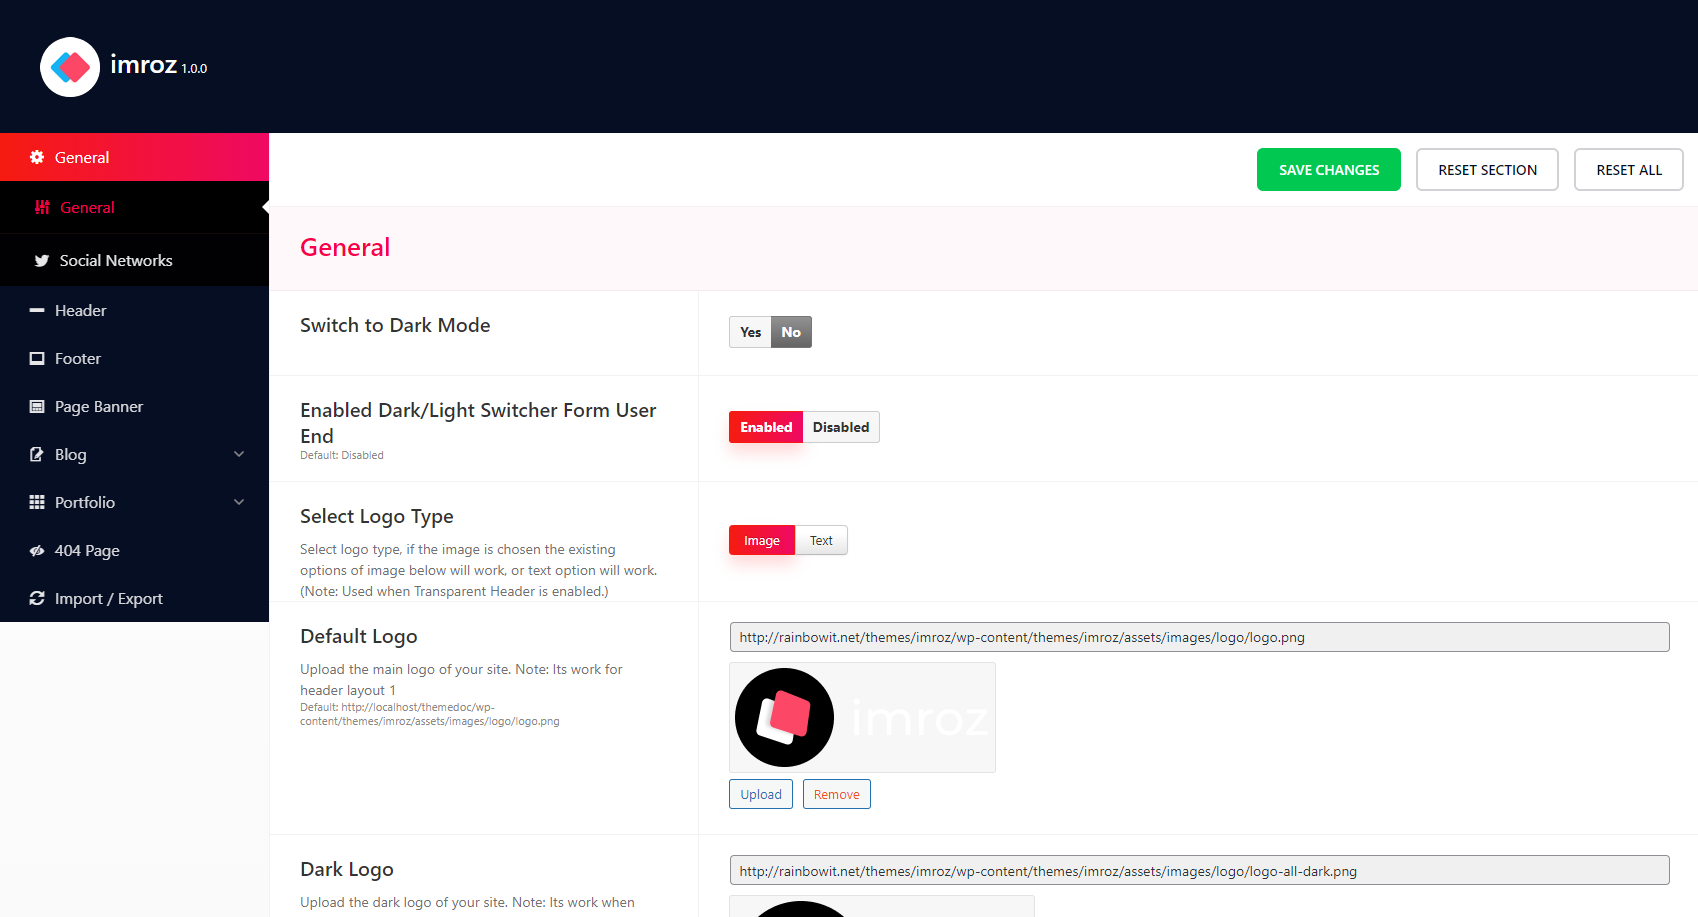 imroz 1.0.0
General
General
Social Networks
Header
Footer
Page Banner
Blog
Portfolio
404 Page
Import / Export
SAVE CHANGES
RESET SECTION
RESET ALL
General
Switch to Dark Mode
Yes
No
Enabled Dark/Light Switcher Form User
End
Default: Disabled
Enabled
Disabled
Select Logo Type
Select logo type, if the image is chosen the existing
options of image below will work, or text option will work.
(Note: Used when Transparent Header is enabled.)
Image
Text
Default Logo
Upload the main logo of your site. Note: Its work for
header layout 1
Default: http://localhost/themedoc/wp-
content/themes/imroz/assets/images/logo/logo.png
http://rainbowit.net/themes/imroz/wp-content/themes/imroz/assets/images/logo/logo.png
imroz
Upload
Remove
Dark Logo
Upload the dark logo of your site. Note: Its work when
http://rainbowit.net/themes/imroz/wp-content/themes/imroz/assets/images/logo/logo-all-dark.png